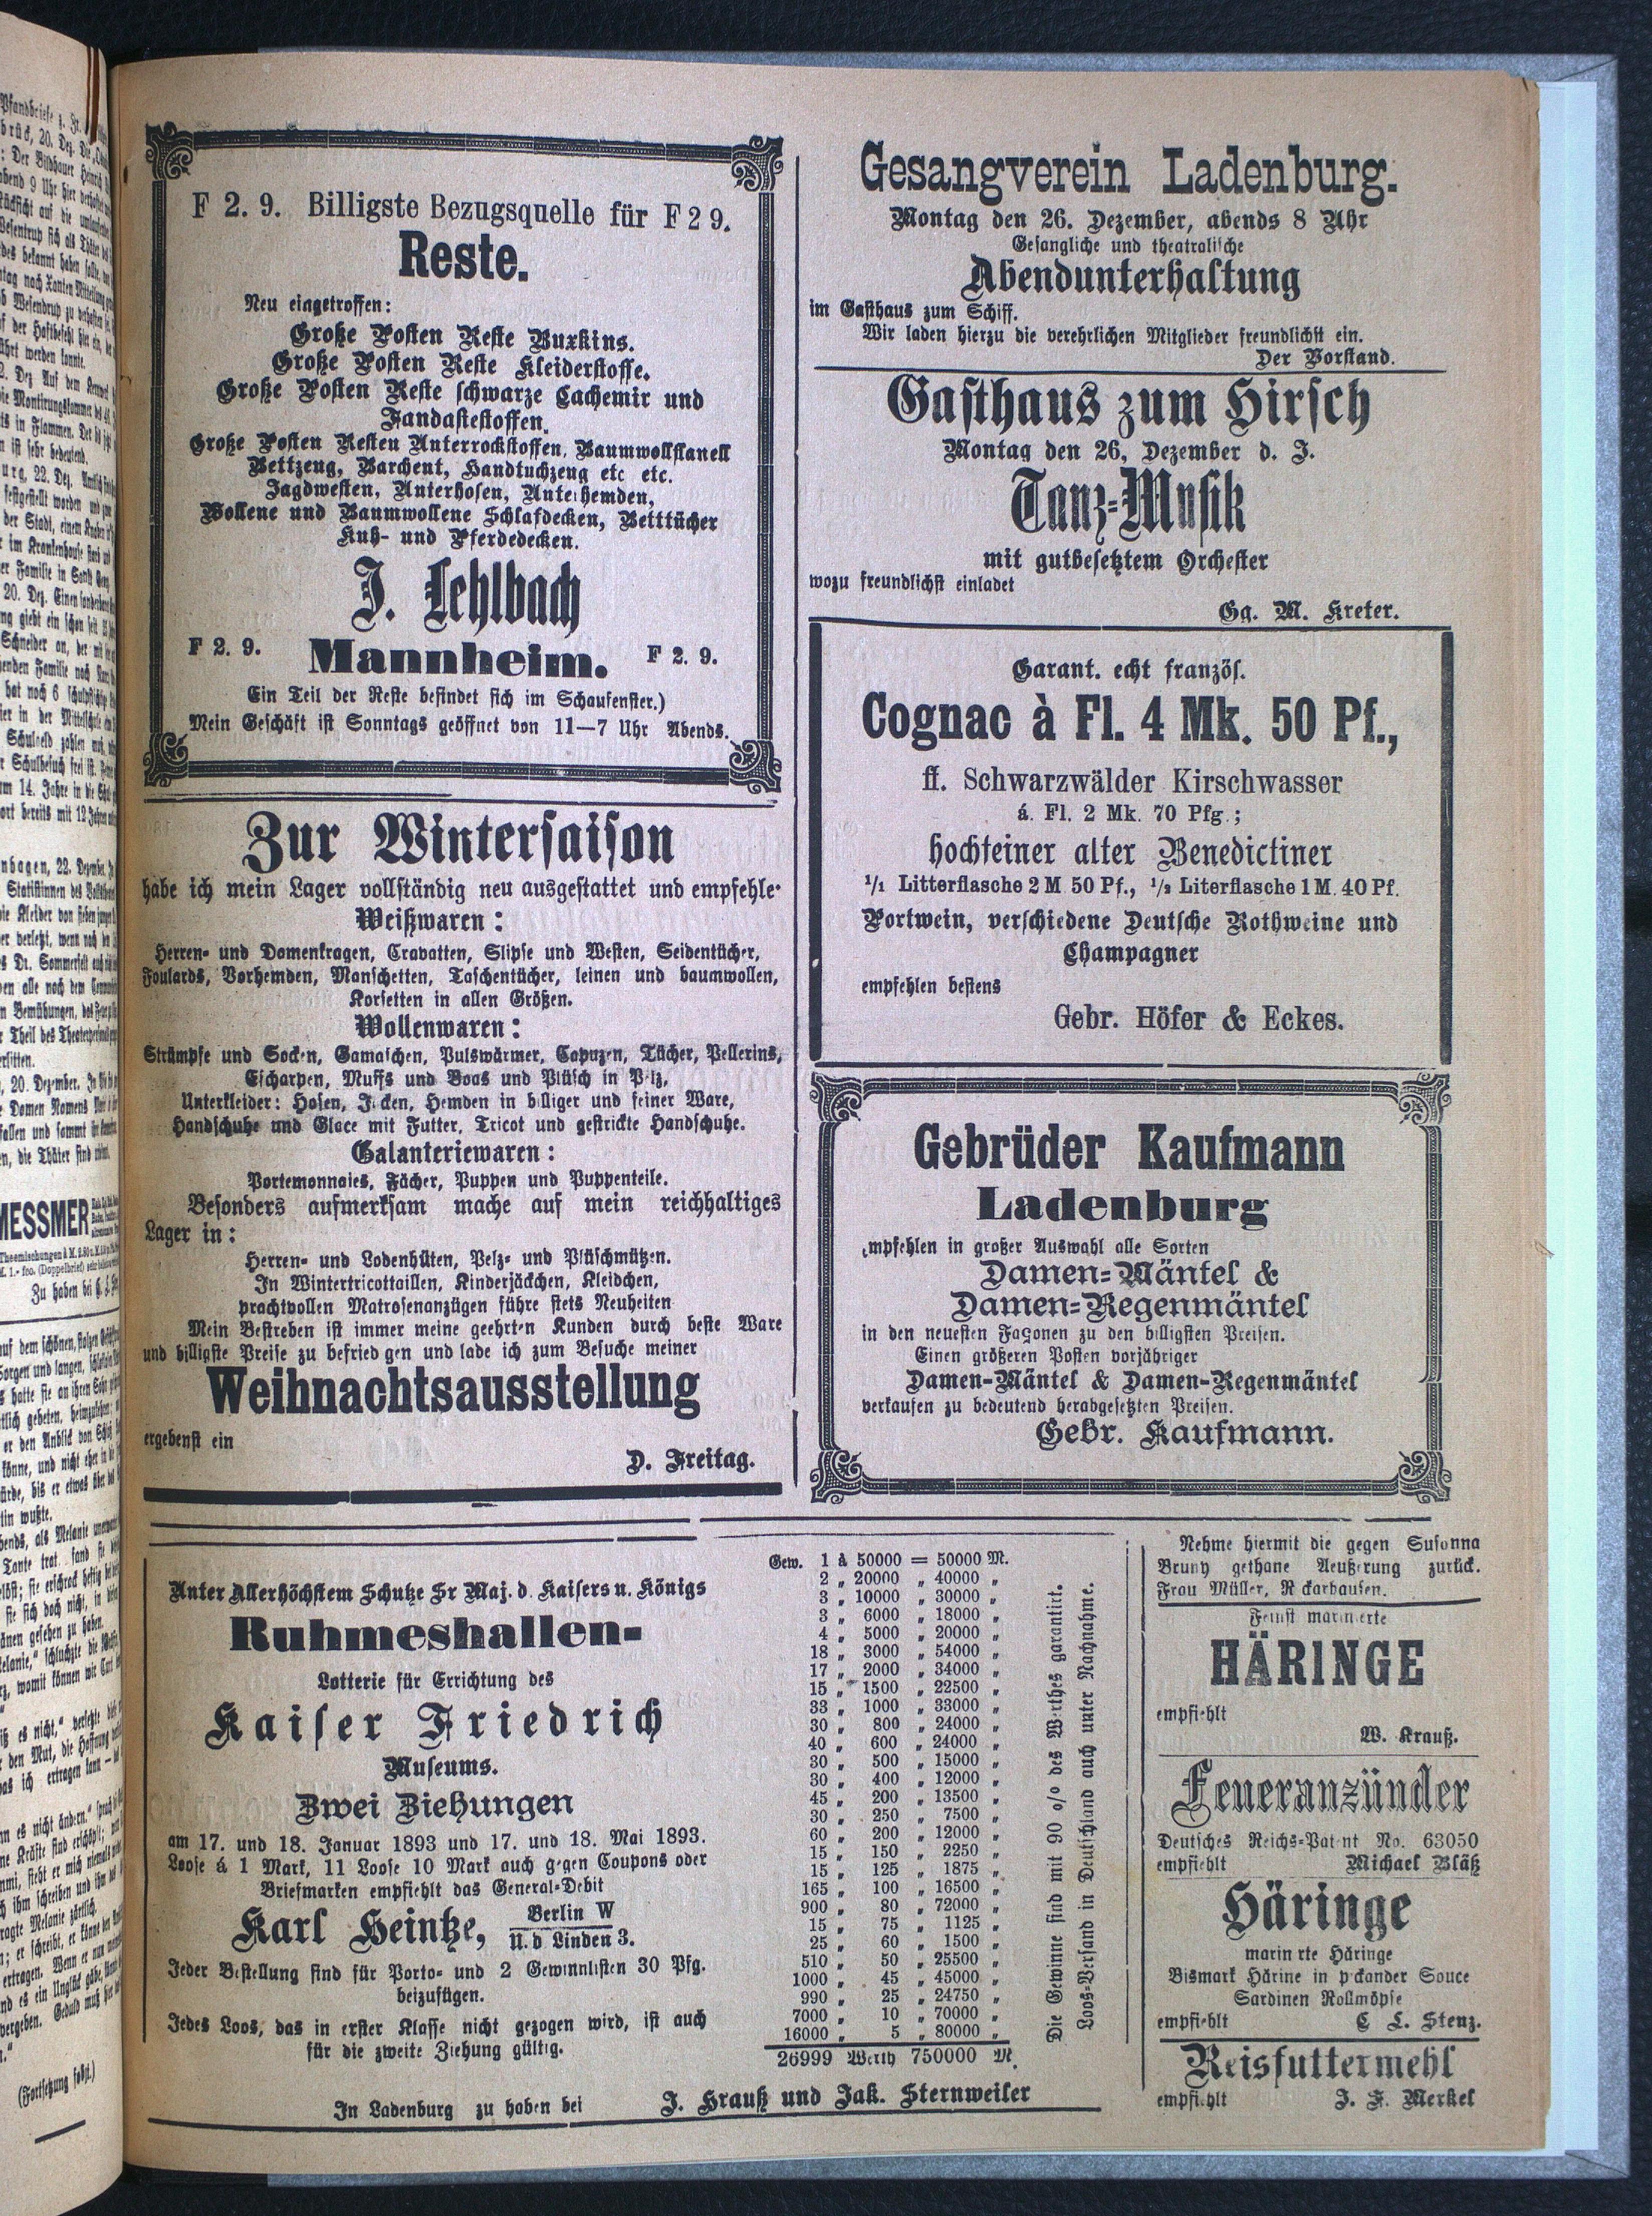 F 2. 9. Billigste Bezugsquelle für F 2 9.
Reste.
Neu eingetroffen:
Große Posten Reste Buxkins.
Große Posten Reste Kleiderstoffe.
Große Posten Reste schwarze Cachemir und
Fandasiestoffen.
Große Posten Resten Unterrockstoffen, Baumwollflanell
Bettzeug, Barchent, Handtuchzeug etc etc.
Jagdwesten, Unterhosen, Unterhemden,
Wollene und Baumwollene Schlafdecken, Betttücher
Kuh- und Pferdedecken.
J. Lehlbach
F 2. 9. Mannheim. F 2. 9.
Ein Teil der Reste befindet sich im Schaufenster.)
Mein Geschäft ist Sonntags geöffnet von 11—7 Uhr Abends.
Zur Wintersaison
habe ich mein Lager vollständig neu ausgestattet und empfehle
Weißwaren:
Herren- und Damenkragen, Cravatten, Slipse und Westen, Seidentücher,
Foulards, Vorhemden, Manschetten, Taschentücher, leinen und baumwollen,
Korsetten in allen Größen.
Wollenwaren:
Strümpfe und Socken, Gamaschen, Pulswärmer, Capuzen, Tücher, Pellerins,
Escharpen, Muffs und Boas und Plüsch in Pelz,
Unterkleider: Hosen, Jacken, Hemden in billiger und feiner Ware,
Handschuhe und Glace mit Futter, Tricot und gestrickte Handschuhe.
Galanteriewaren:
Portemonnaies, Fächer, Puppen und Puppenteile.
Besonders aufmerksam mache auf mein reichhaltiges
Lager in:
Herren- und Lodenhüten, Pelz- und Plüschmützen.
In Wintertricottaillen, Kinderjäckchen, Kleidchen,
prachtvollen Matrosenanzügen führe stets Neuheiten
Mein Bestreben ist immer meine geehrten Kunden durch beste Ware
und billigste Preise zu befriedigen und lade ich zum Besuche meiner
Weihnachtsausstellung
ergebenst ein
D. Freitag.
Gesangverein Ladenburg.
Montag den 26. Dezember, abends 8 Uhr
Gesangliche und theatralische
Abendunterhaltung
im Gasthaus zum Schiff.
Wir laden hierzu die verehrlichen Mitglieder freundlichst ein.
Der Vorstand.
Gasthaus zum Hirsch
Montag den 26. Dezember d. J.
Tanz-Musik
mit gutbesetztem Orchester
wozu freundlichst einladet
Gg. M. Kreter.
Garant. echt französ.
Cognac à Fl. 4 Mk. 50 Pf.,
ff. Schwarzwälder Kirschwasser
á. Fl. 2 Mk. 70 Pfg.;
hochfeiner alter Benedictiner
1/1 Litterflasche 2 M 50 Pf., 1/2 Literflasche 1 M. 40 Pf.
Portwein, verschiedene Deutsche Rothweine und
Champagner
empfehlen bestens
Gebr. Höfer & Eckes.
Gebrüder Kaufmann
Ladenburg
empfehlen in großer Auswahl alle Sorten
Damen-Mäntel &
Damen-Regenmäntel
in den neuesten Façonen zu den billigsten Preisen.
Einen größeren Posten vorjähriger
Damen-Mäntel & Damen-Regenmäntel
verkaufen zu bedeutend herabgesetzten Preisen.
Gebr. Kaufmann.
Unter Allerhöchstem Schutze Sr Maj. d. Kaisers u. Königs
Ruhmeshallen-
Lotterie für Errichtung des
Kaiser Friedrich
Museums.
Zwei Ziehungen
am 17. und 18. Januar 1893 und 17. und 18. Mai 1893.
Loose á 1 Mark, 11 Loose 10 Mark auch gegen Coupons oder
Briefmarken empfiehlt das General-Debit
Karl Heintze, Berlin W
U. d Linden 3.
Jeder Bestellung sind für Porto- und 2 Gewinnlisten 30 Pfg.
beizufügen.
Jedes Loos, das in erster Klasse nicht gezogen wird, ist auch
für die zweite Ziehung gültig.
Gew. 1 à 50000 = 50000 M.
2 „ 20000 „ 40000 „
3 „ 10000 „ 30000 „
3 „ 6000 „ 18000 „
4 „ 5000 „ 20000 „
18 „ 3000 „ 54000 „
17 „ 2000 „ 34000 „
15 „ 1500 „ 22500 „
33 „ 1000 „ 33000 „
30 „ 800 „ 24000 „
40 „ 600 „ 24000 „
30 „ 500 „ 15000 „
30 „ 400 „ 12000 „
45 „ 200 „ 13500 „
30 „ 250 „ 7500 „
60 „ 200 „ 12000 „
15 „ 150 „ 2250 „
15 „ 125 „ 1875 „
165 „ 100 „ 16500 „
900 „ 80 „ 72000 „
15 „ 75 „ 1125 „
25 „ 60 „ 1500 „
510 „ 50 „ 25500 „
1000 „ 45 „ 45000 „
990 „ 25 „ 24750 „
7000 „ 10 „ 70000 „
16000 „ 5 „ 80000 „
26999 Werth 750000 M.
Die Gewinne sind mit 90 o/o des Werthes garantirt.
Loos-Versand in Deutschland auch unter Nachnahme.
In Ladenburg zu haben bei J. Krauß und Jak. Sternweiler
Nehme hiermit die gegen Susanna
Bruny gethane Aeußerung zurück.
Frau Müller, Neckarhausen.
Feinst marinierte
HÄRINGE
empfiehlt
W. Krauß.
Feueranzünder
Deutsches Reichs-Patent No. 63050
empfiehlt Michael Bläß
Häringe
marinirte Häringe
Bismark Härine in pickander Souce
Sardinen Rollmöpse
empfiehlt C L. Stenz.
Reisfuttermehl
empfiehlt J. F. Merkel
MESSMER
Zu haben bei
(Fortsetzung folgt.)